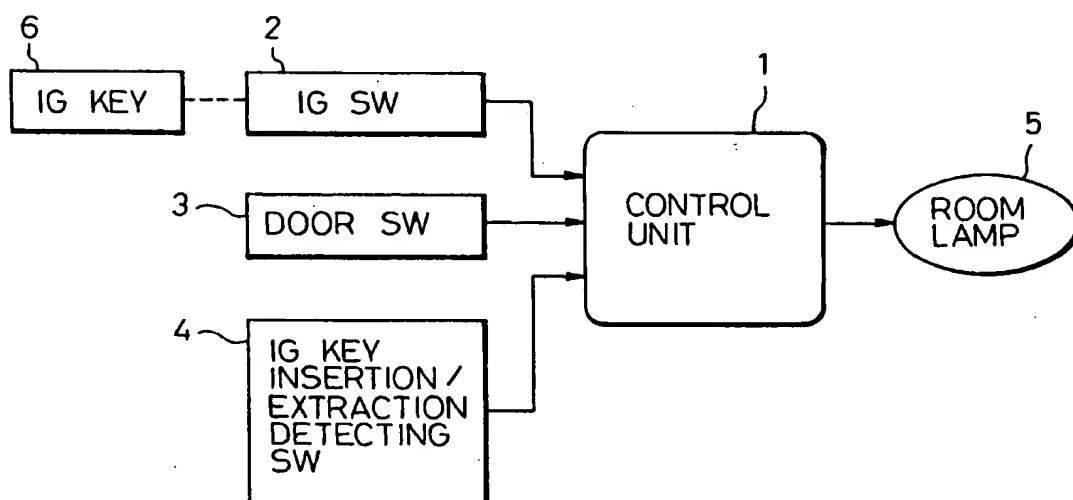 6
2
1
IG KEY
IG SW
5
3
DOOR SW
CONTROL
UNIT
ROOM
LAMP
4
IG KEY
INSERTION/
EXTRACTION
DETECTING
SW